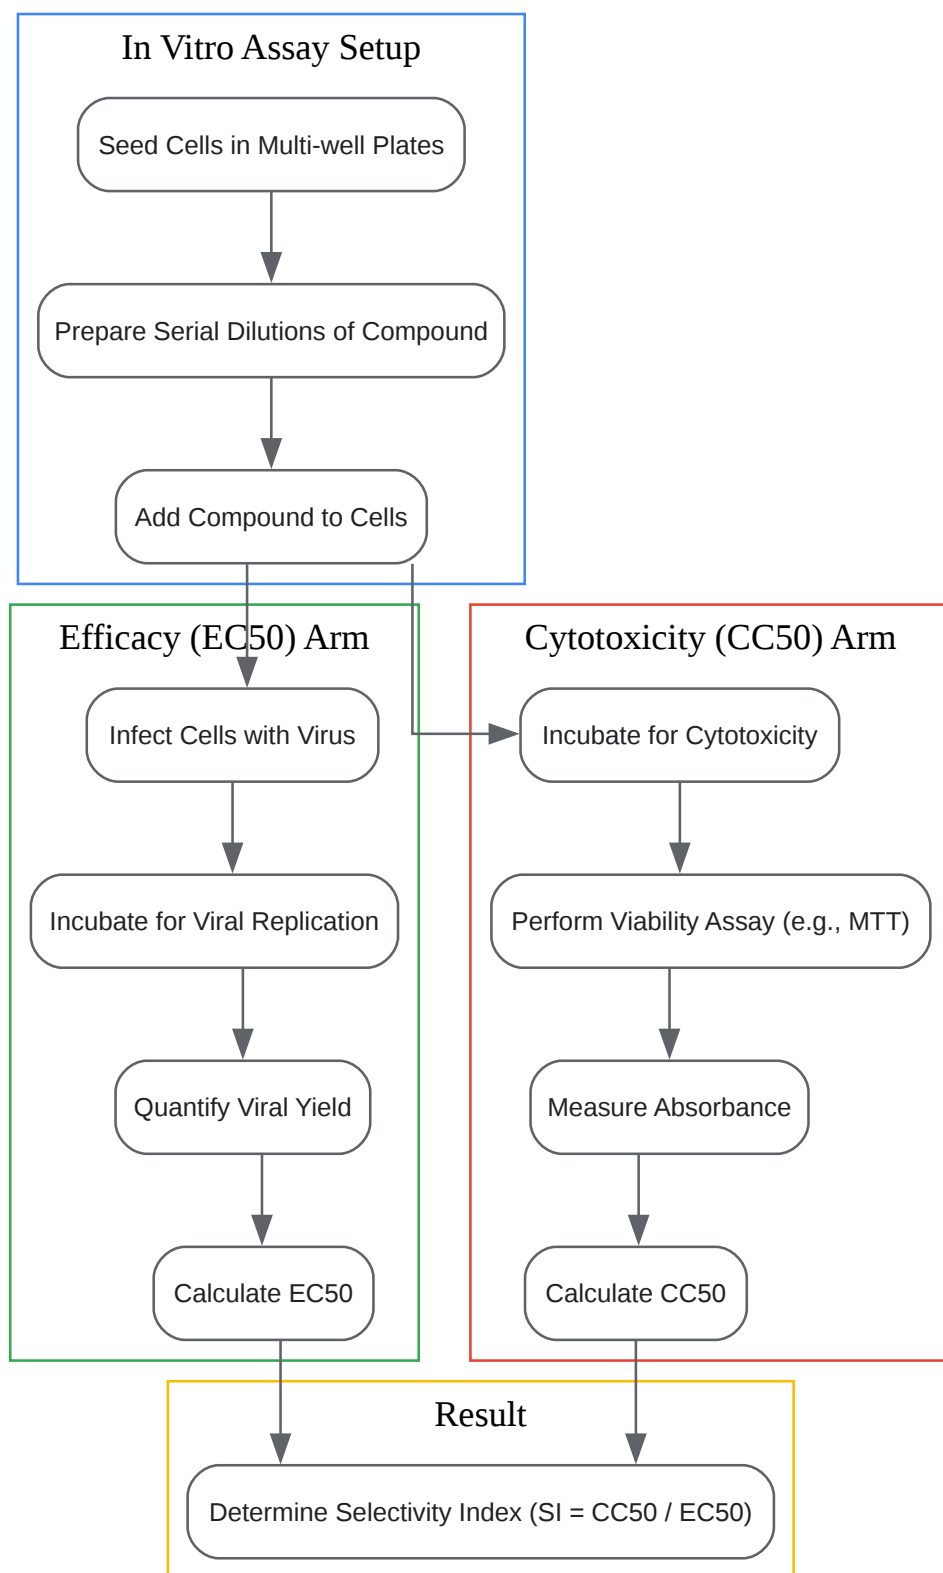 In Vitro Assay Setup
Seed Cells in Multi-well Plates
Prepare Serial Dilutions of Compound
Add Compound to Cells
Efficacy (EC50) Arm
Infect Cells with Virus
Incubate for Viral Replication
Quantify Viral Yield
Calculate EC50
Cytotoxicity (CC50) Arm
Incubate for Cytotoxicity
Perform Viability Assay (e.g., MTT)
Measure Absorbance
Calculate CC50
Result
Determine Selectivity Index (SI = CC50 / EC50)